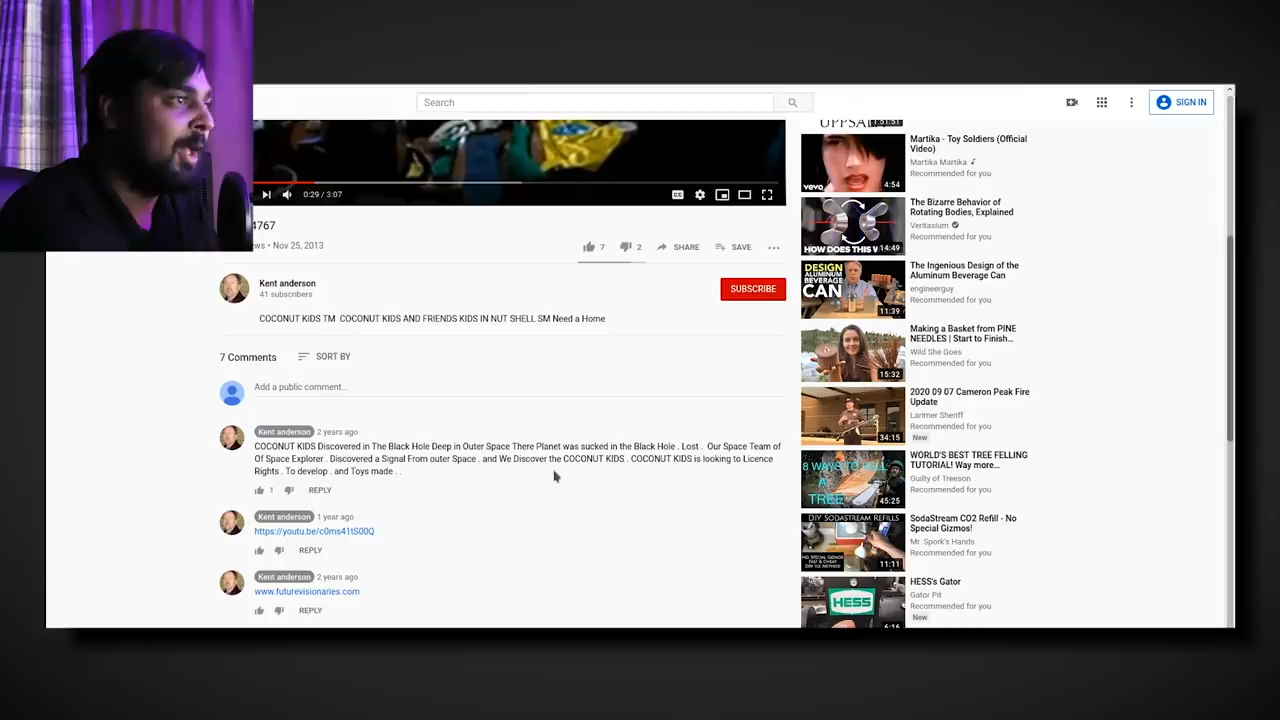 Search
SIGN IN
0:29 / 3:07
4767
ws • Nov 25, 2013
7
2
SHARE
SAVE
Kent anderson
41 subscribers
SUBSCRIBE
COCONUT KIDS TM COCONUT KIDS AND FRIENDS KIDS IN NUT SHELL SM Need a Home
7 Comments
SORT BY
Add a public comment...
Kent anderson 2 years ago
COCONUT KIDS Discovered in The Black Hole Deep in Outer Space There Planet was sucked in the Black Hole . Lost . Our Space Team of
Of Space Explorer . Discovered a Signal From outer Space . and We Discover the COCONUT KIDS . COCONUT KIDS is looking to Licence
Rights . To develop . and Toys made . .
1
REPLY
Kent anderson 1 year ago
https://youtu.be/c0ms41tS00Q
REPLY
Kent anderson 2 years ago
www.futurevisionaries.com
REPLY
UPPSAL
Martika - Toy Soldiers (Official
Video)
Martika Martika
Recommended for you
vevo
4:54
The Bizarre Behavior of
Rotating Bodies, Explained
Veritasium
Recommended for you
HOW DOES THIS W
14:49
The Ingenious Design of the
Aluminum Beverage Can
engineerguy
Recommended for you
DESIGN
ALUMINUM
BEVERAGE
CAN
11:39
Making a Basket from PINE
NEEDLES | Start to Finish...
Wild She Goes
Recommended for you
15:32
2020 09 07 Cameron Peak Fire
Update
Larimer Sheriff
Recommended for you
New
34:15
WORLD'S BEST TREE FELLING
TUTORIAL! Way more...
Guilty of Treeson
Recommended for you
8 WAYS TO FELL
A
TREE
45:25
SodaStream CO2 Refill - No
Special Gizmos!
Mr. Spork's Hands
Recommended for you
DIY SODASTREAM REFILLS
11:11
HESS's Gator
Gator Pit
Recommended for you
New
HESS
6:16